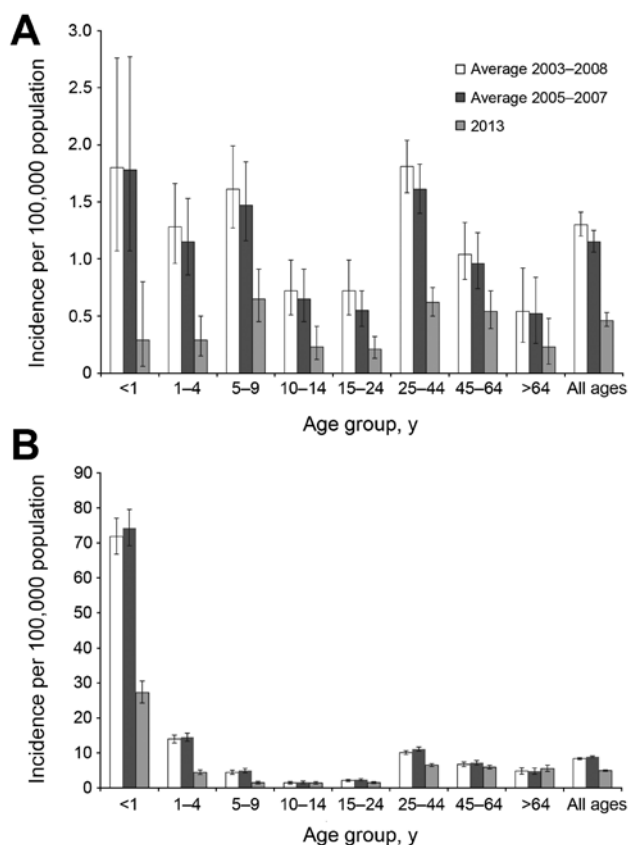 A
3.0
2.5
2.0
1.5
1.0
0.5
0
Incidence per 100,000 population
Average 2003–2008
Average 2005–2007
2013
<1 1–4 5–9 10–14 15–24 25–44 45–64 >64 All ages
Age group, y
B
90
80
70
60
50
40
30
20
10
0
Incidence per 100,000 population
<1 1–4 5–9 10–14 15–24 25–44 45–64 >64 All ages
Age group, y